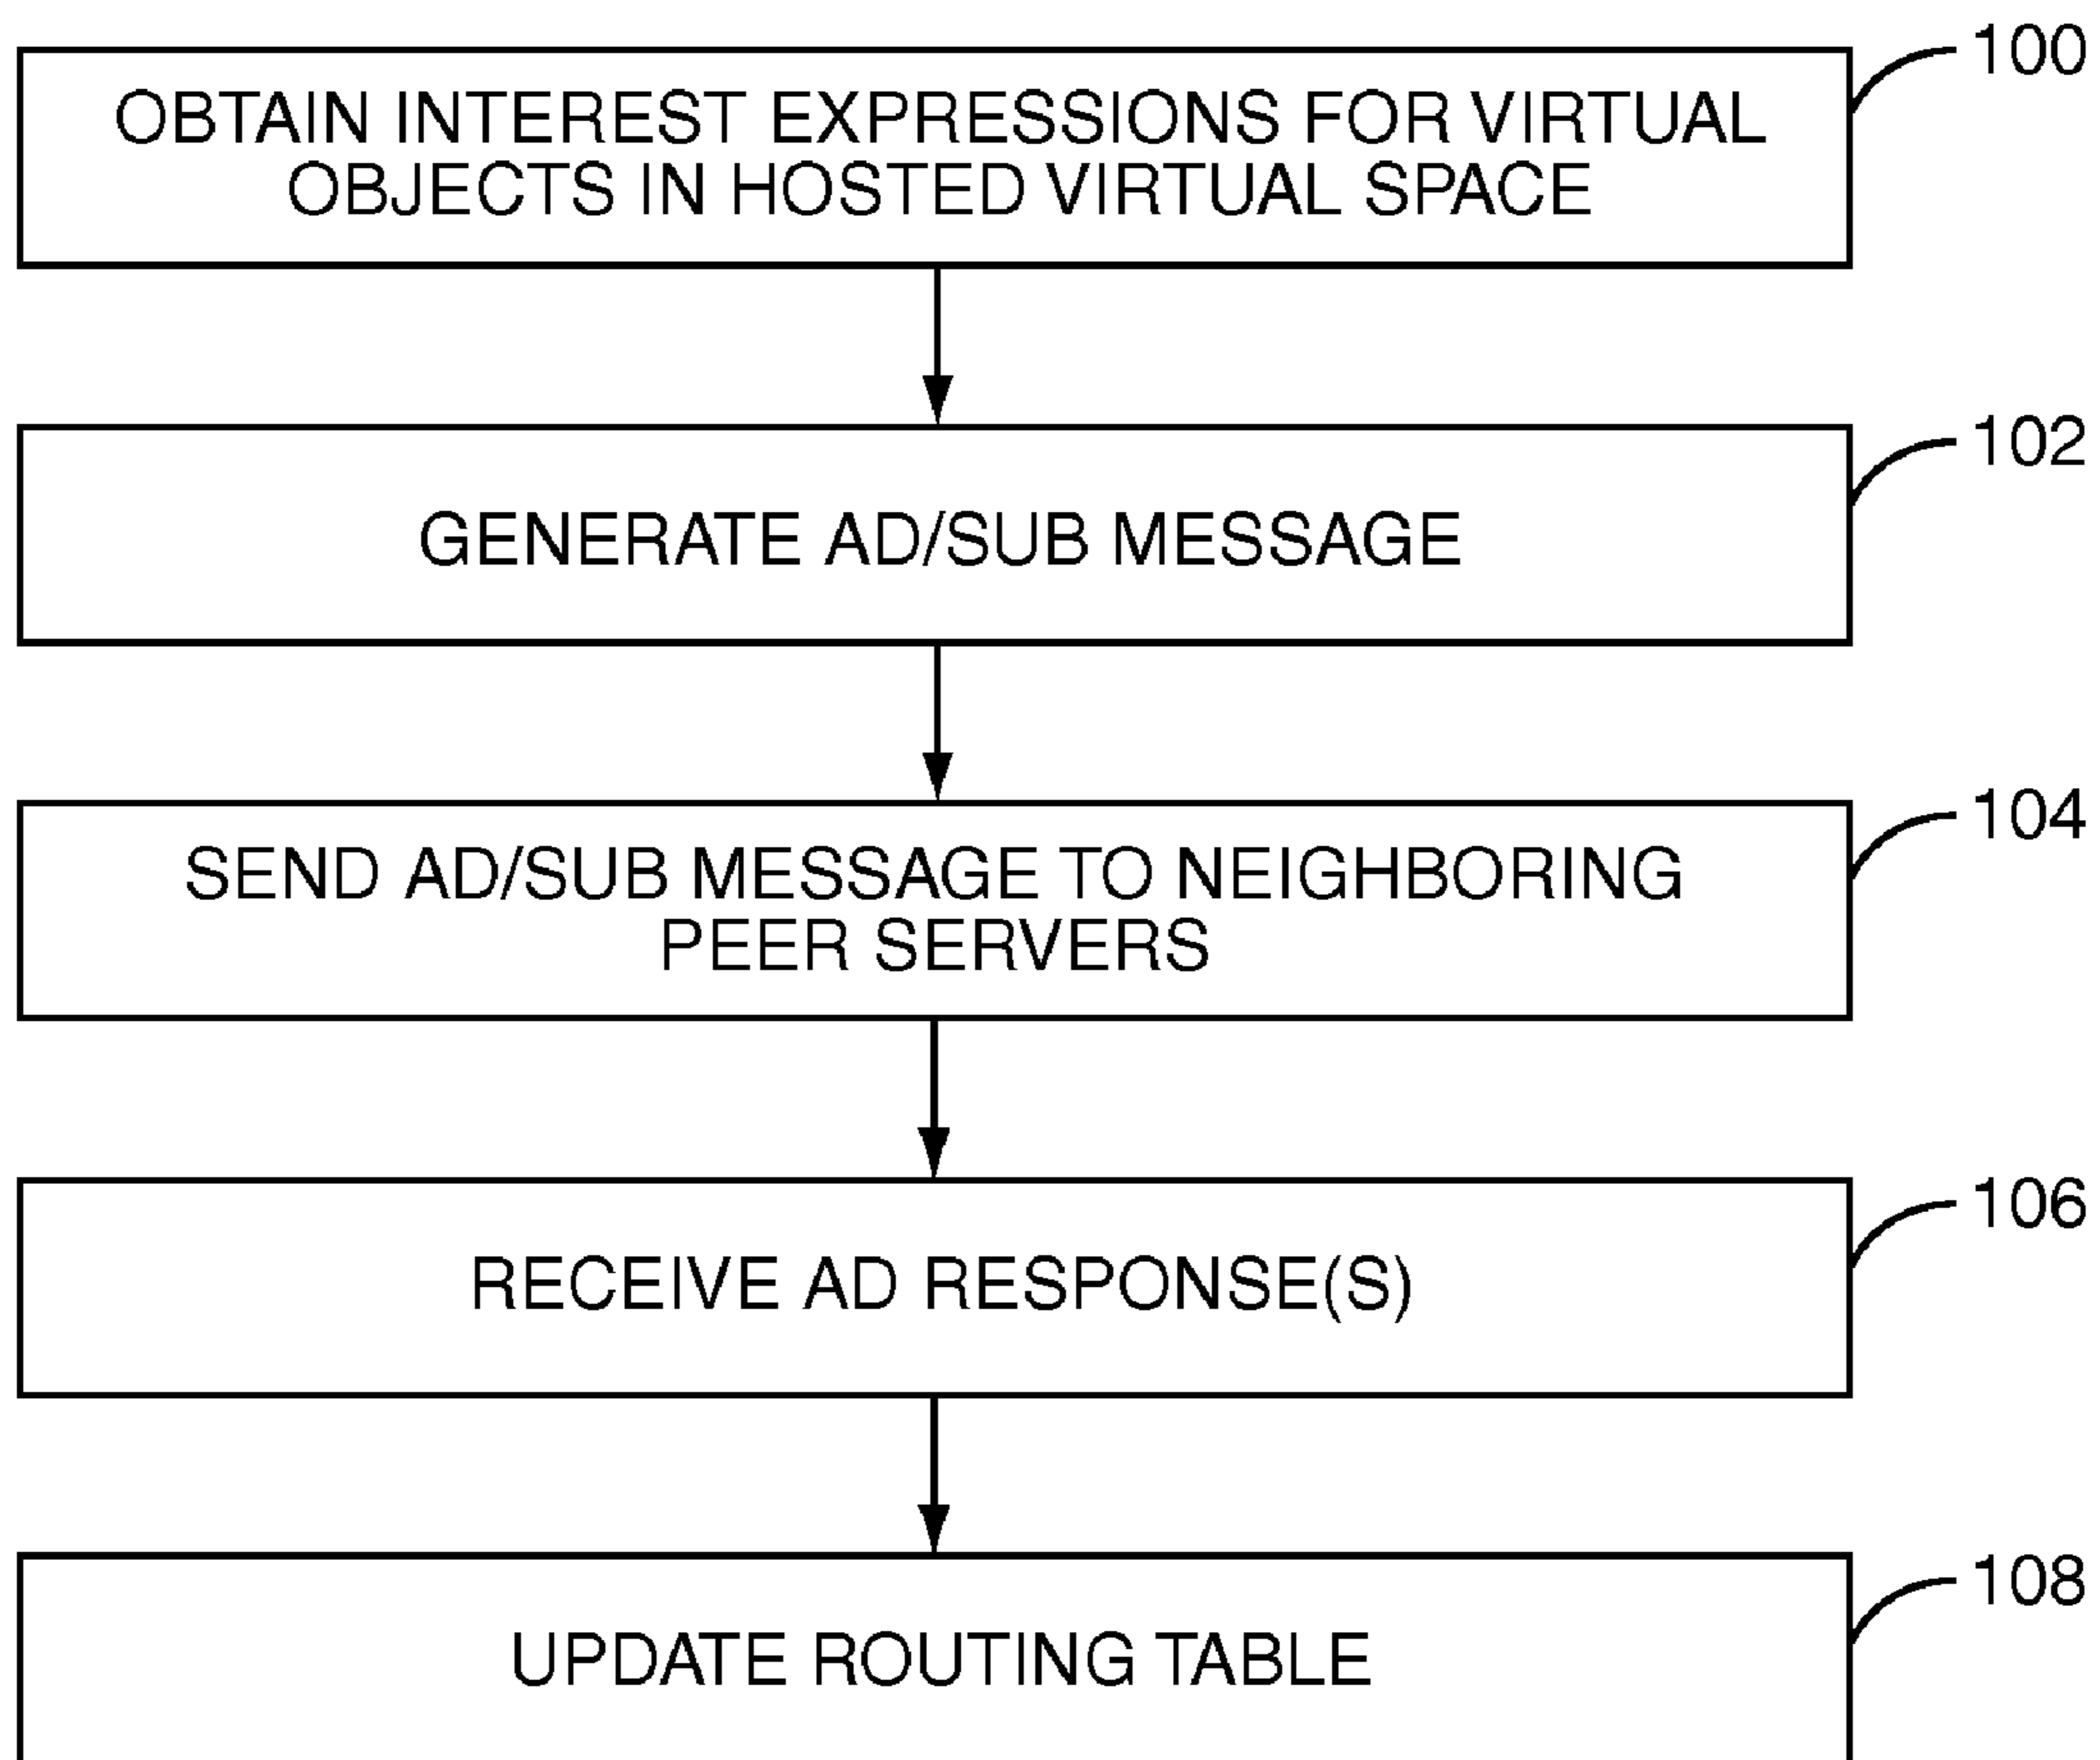 100
OBTAIN INTEREST EXPRESSIONS FOR VIRTUAL
OBJECTS IN HOSTED VIRTUAL SPACE
102
GENERATE AD/SUB MESSAGE
104
SEND AD/SUB MESSAGE TO NEIGHBORING
PEER SERVERS
106
RECEIVE AD RESPONSE(S)
108
UPDATE ROUTING TABLE